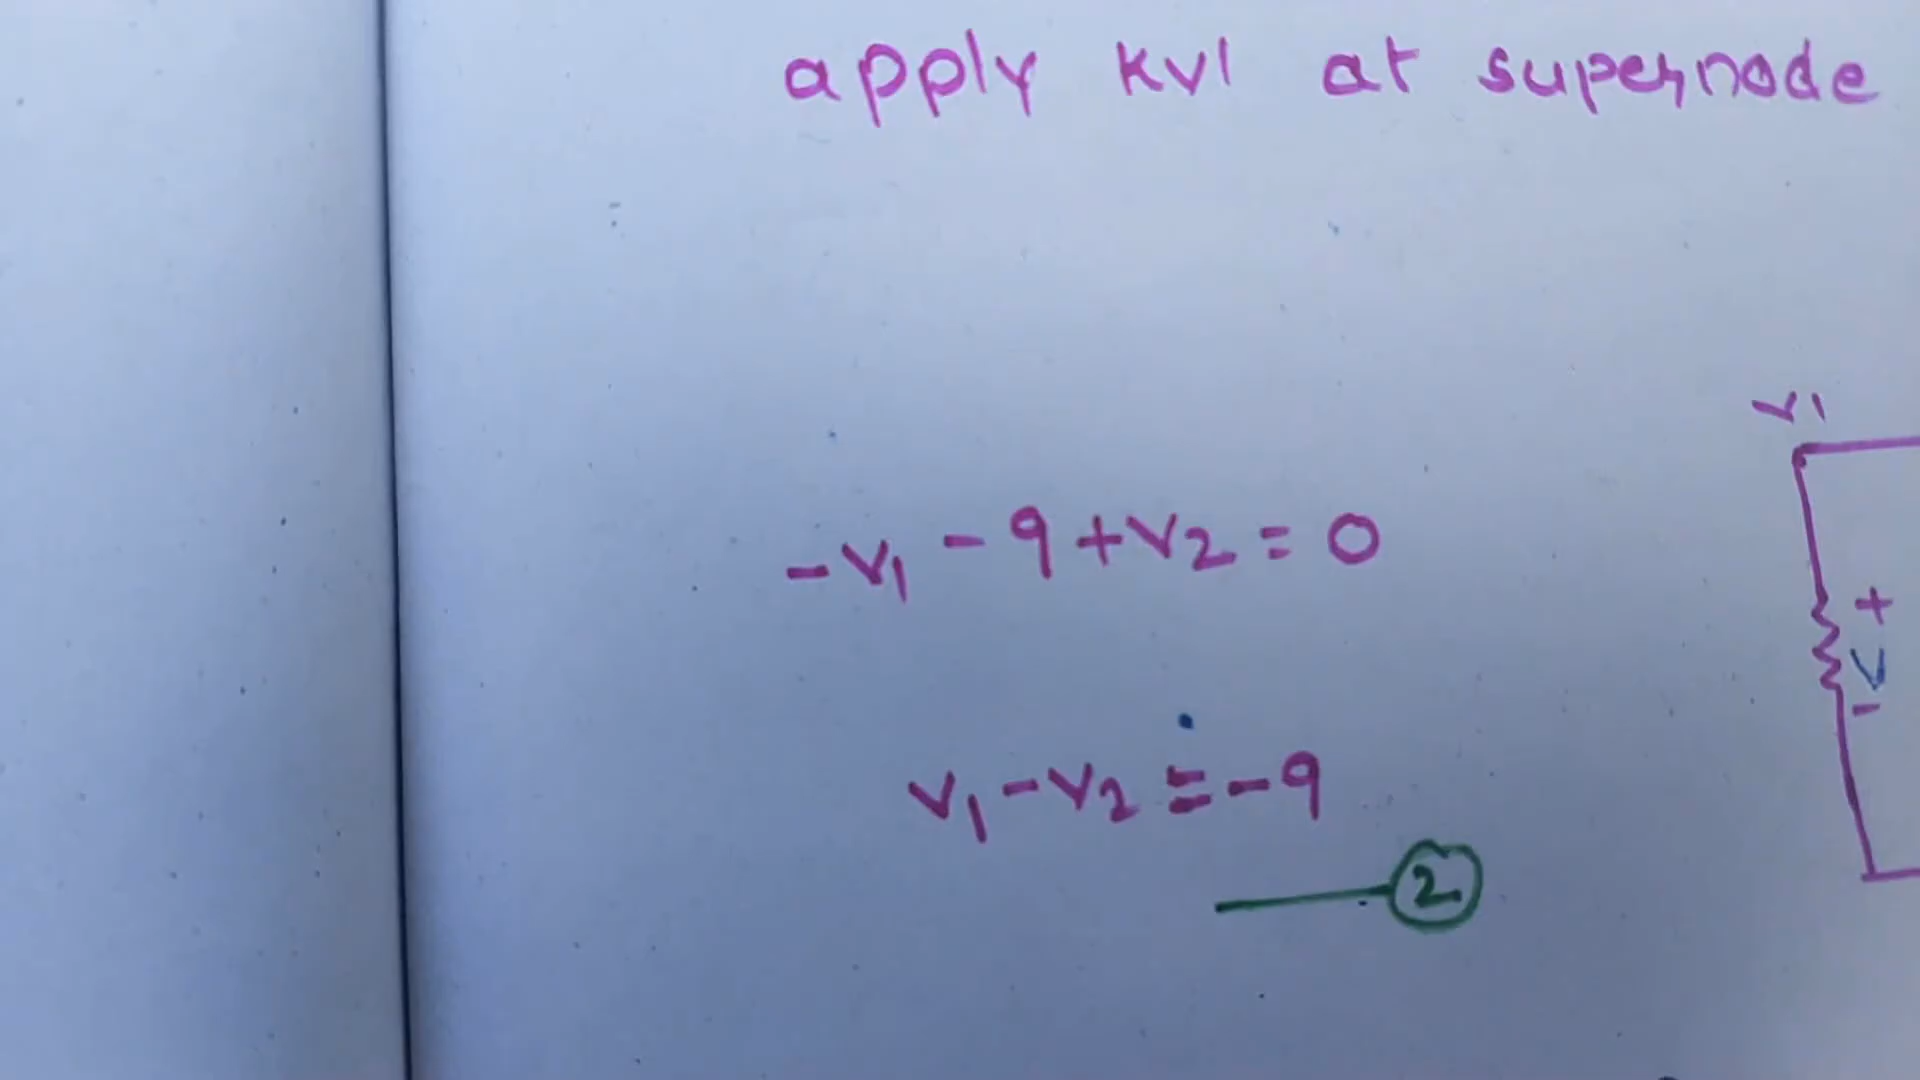 apply kvl at supernode
v1
-v1 - 9 + v2 = 0
+
v
-
v1 - v2 = -9
2